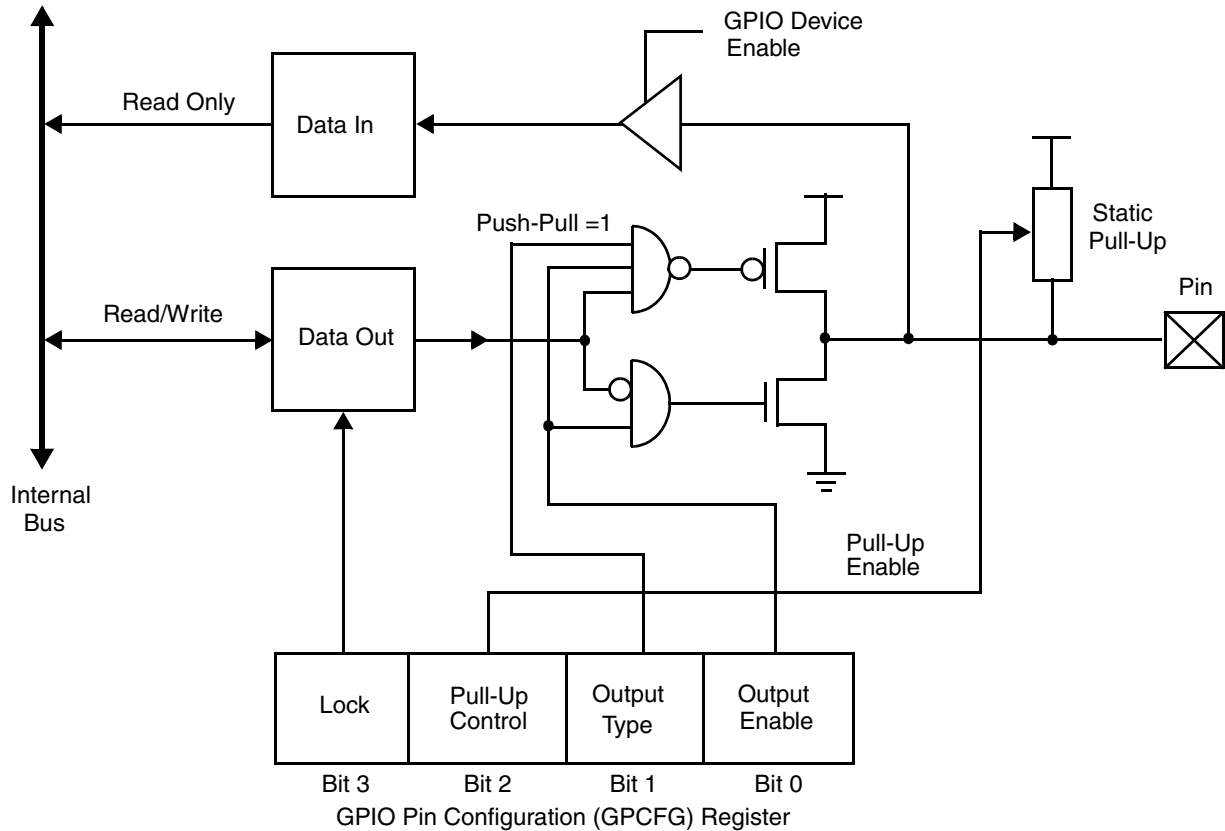 GPIO Device
Enable
Read Only
Data In
Static
Pull-Up
Push-Pull =1
Pin
Read/Write
Data Out
Internal
Bus
Pull-Up
Enable
Lock
Pull-Up
Control
Output
Type
Output
Enable
Bit 3
Bit 2
Bit 1
Bit 0
GPIO Pin Configuration (GPCFG) Register